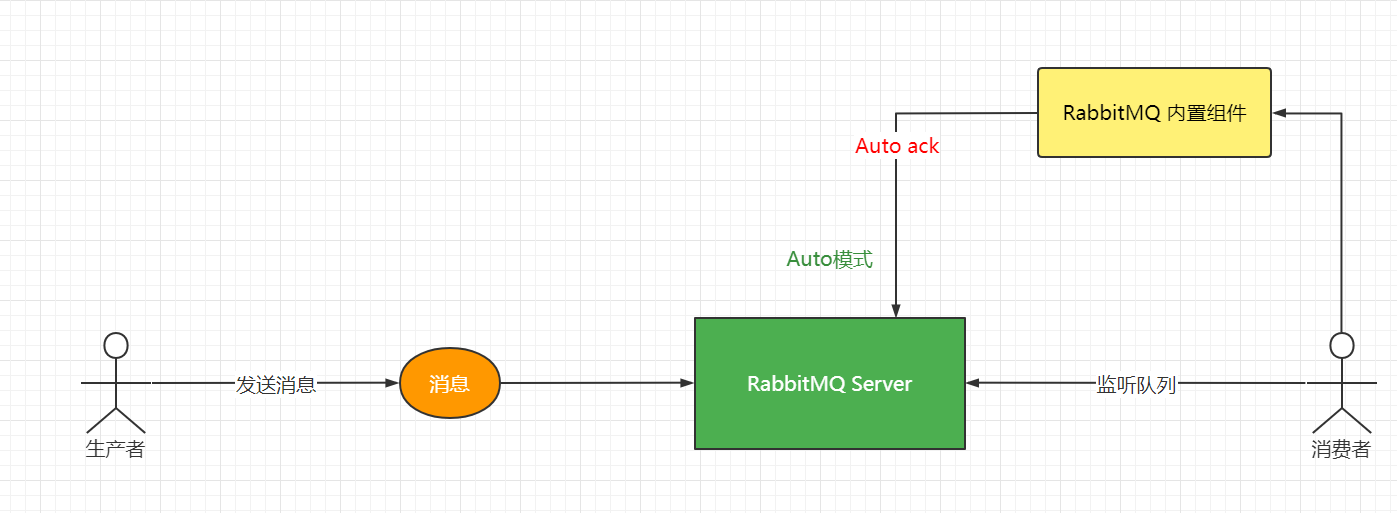 RabbitMQ 内置组件
Auto ack
Auto模式
发送消息
消息
RabbitMQ Server
监听队列
生产者
消费者